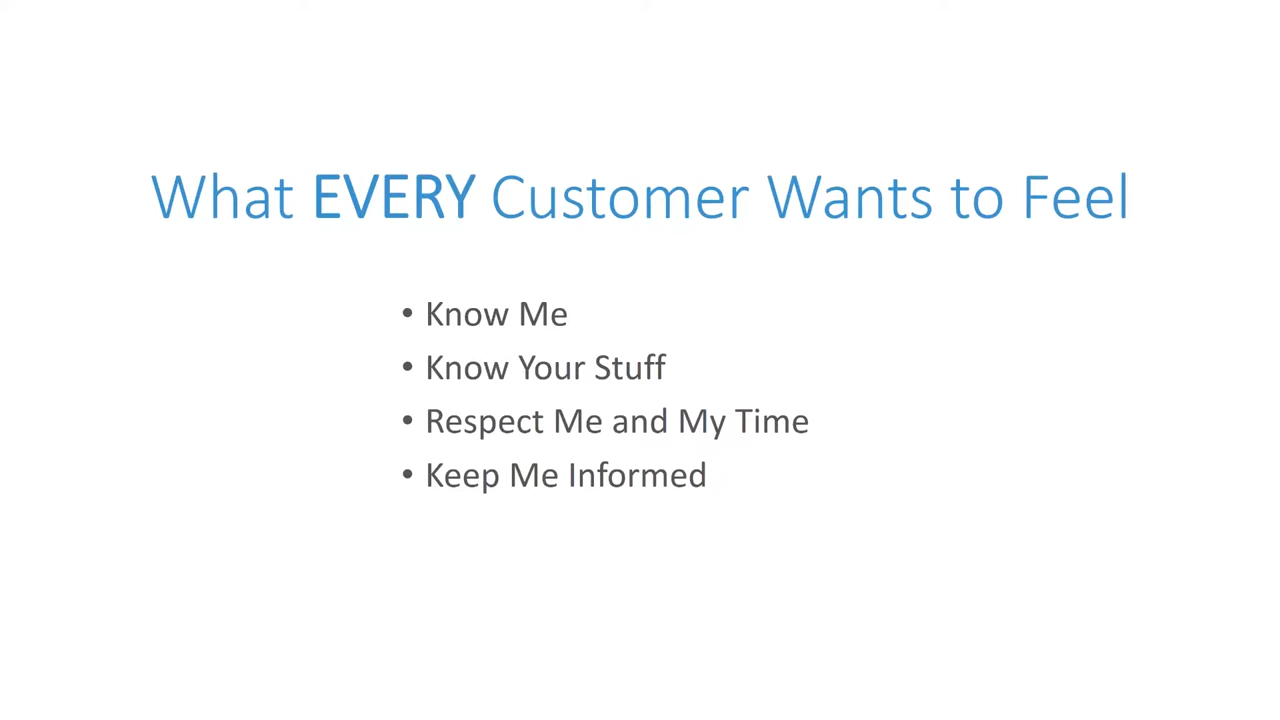 What EVERY Customer Wants to Feel
• Know Me
• Know Your Stuff
• Respect Me and My Time
• Keep Me Informed